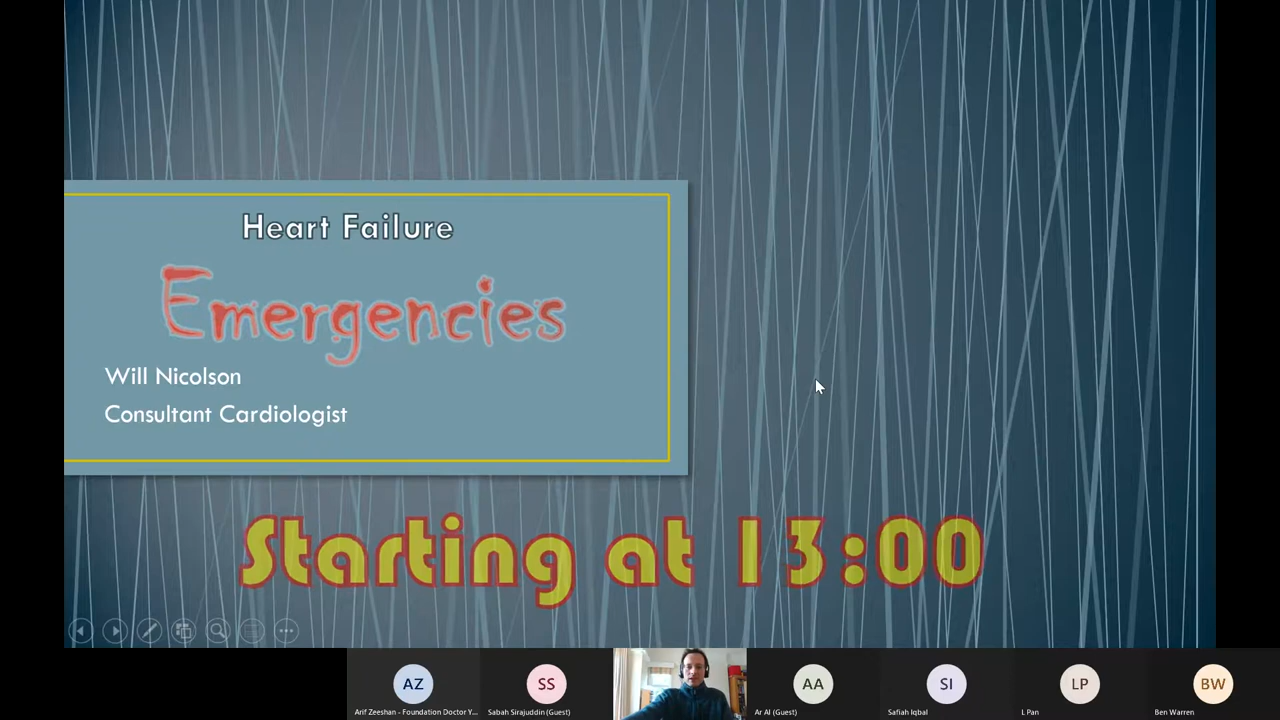 Heart Failure
Emergencies
Will Nicolson
Consultant Cardiologist
Starting at 13:00
AZ
SS
AA
SI
LP
BW
Arif Zeeshan - Foundation Doctor Y...
Sabah Sirajuddin (Guest)
Ar Al (Guest)
Safiah Iqbal
L Pan
Ben Warren